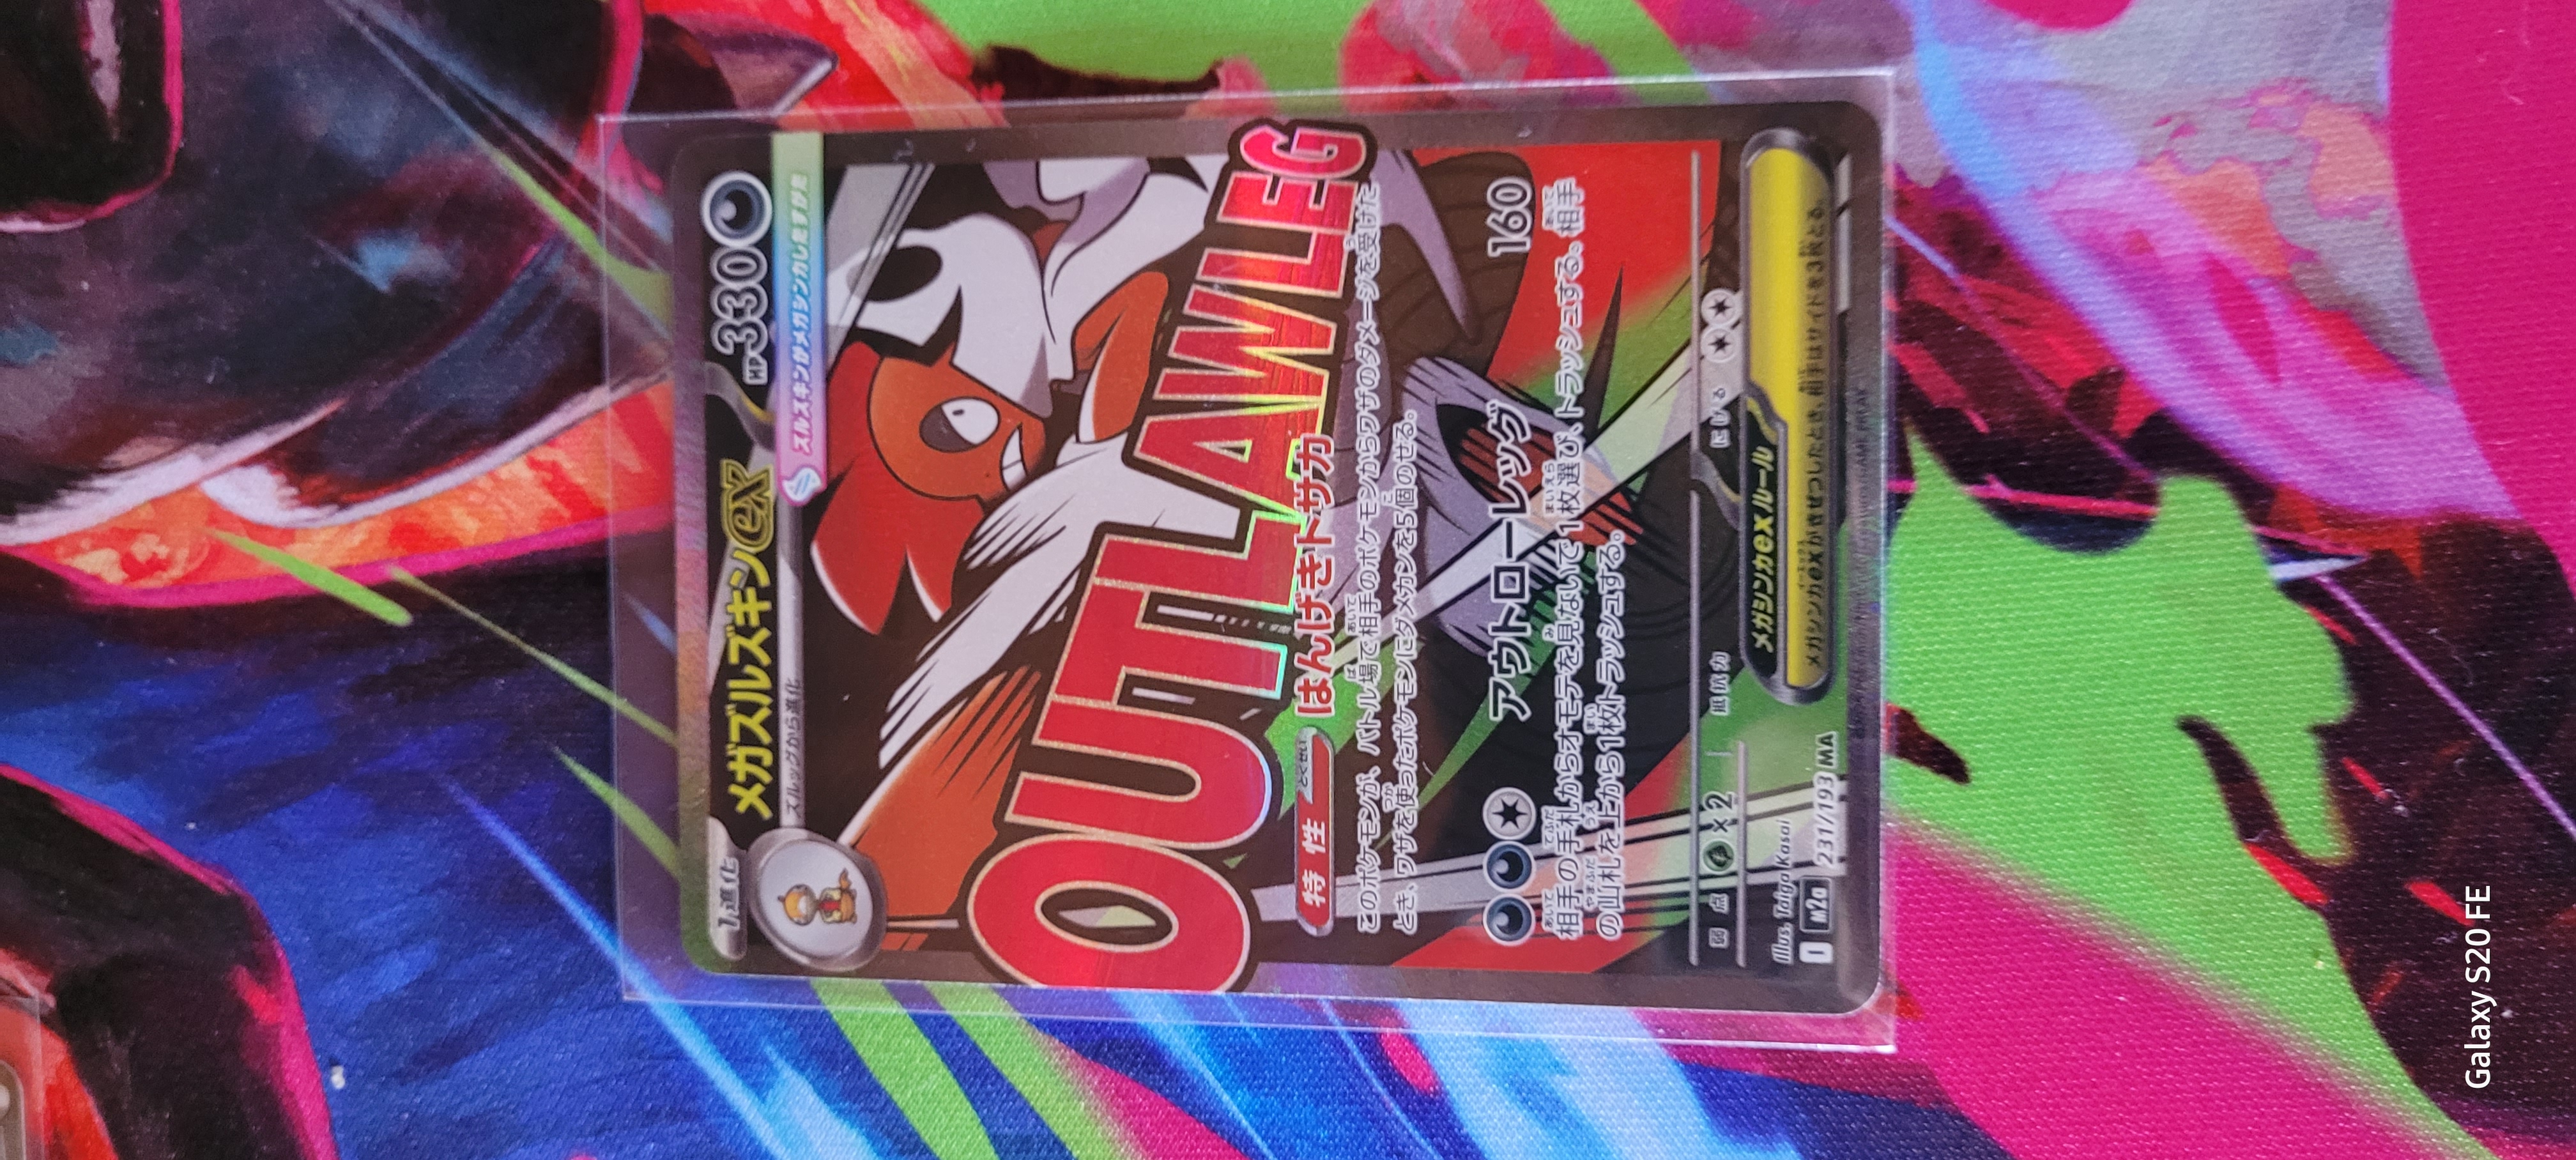 1進化
メガズルズキンex
HP330
ズルッグから進化
ズルズキンがメガシンカしたすがた
OUTLAWLEG
特性
とくせい
はんげきトサカ
このポケモンが、バトル場で相手のポケモンからワザのダメージを受けた
とき、ワザを使ったポケモンにダメカンを5個のせる。
アウトローレッグ
160
相手の手札からオモテを見ないで1枚選び、トラッシュする。相手
の山札を上から1枚トラッシュする。
弱点
×2
抵抗力
にげる
メガシンカexルール
メガシンカexがきぜつしたとき、相手はサイドを3枚とる。
Illus. Taiga Kasai
I M2a 231/193 MA
Galaxy S20 FE